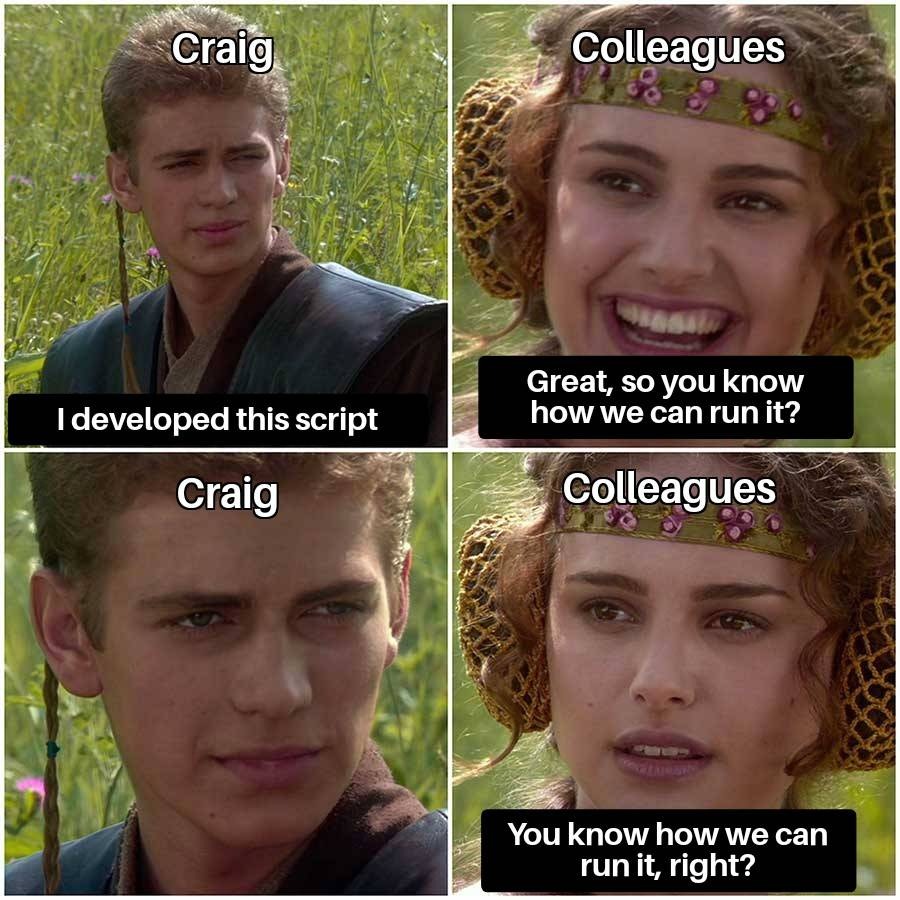 Craig
Colleagues
I developed this script
Great, so you know
how we can run it?
Craig
Colleagues
You know how we can
run it, right?